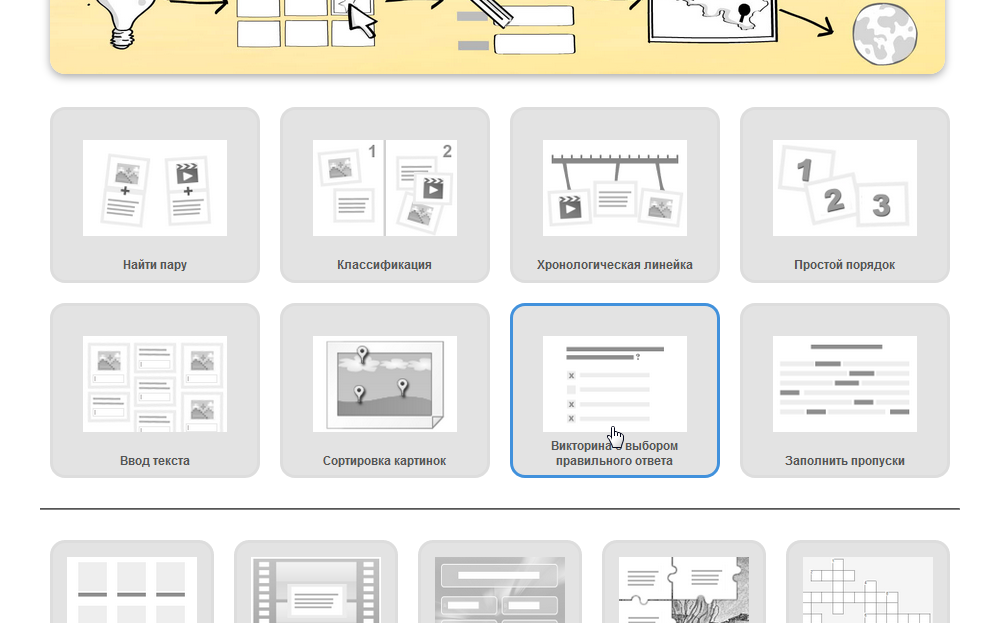 1 2
1
2
3
Найти пару
Классификация
Хронологическая линейка
Простой порядок
?
x
x
x
Ввод текста
Сортировка картинок
Викторина с выбором
правильного ответа
Заполнить пропуски